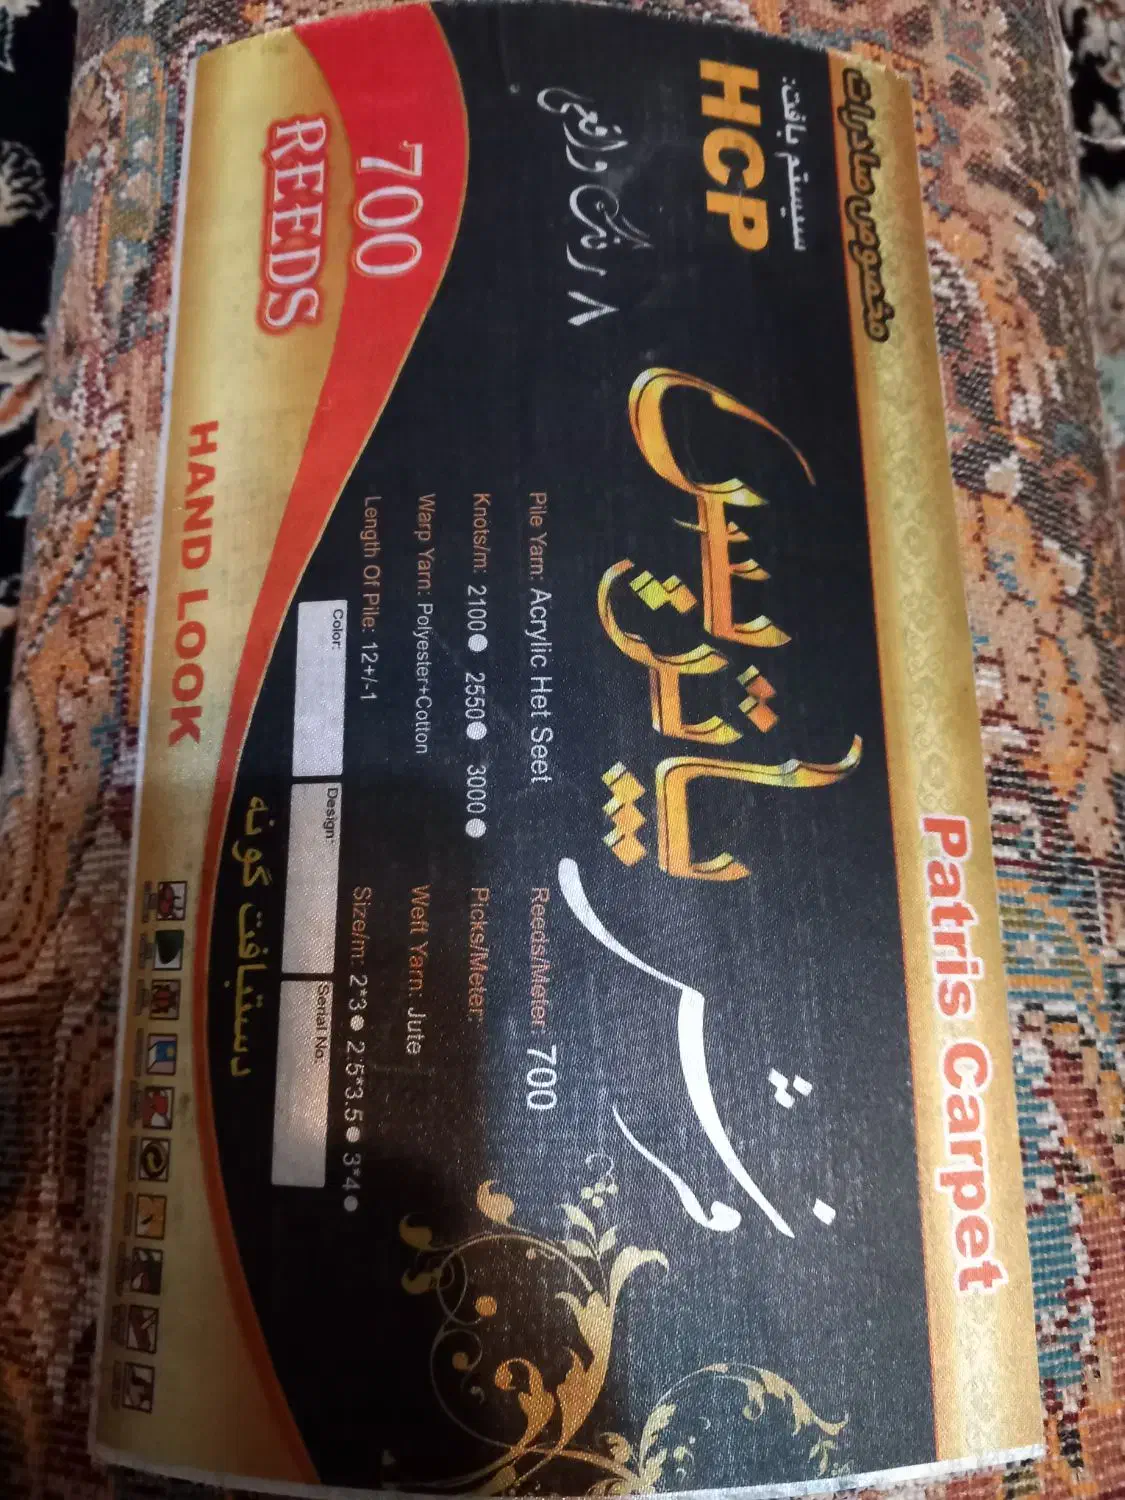 مخصوص صادرات
Patris Carpet
سیستم بافت:
HCP
فرش پاتریس
۸ رنگ واقعی
Pile Yarn: Acrylic Het Seet
Reeds/Meter: 700
Knots/m: 2100 2550 3000
Picks/Meter:
Warp Yarn: Polyester+Cotton
Weft Yarn: Jute
Length Of Pile: 12+/-1
Size/m: 2*3 2.5*3.5 3*4
Color:
Design:
Serial No:
700
REEDS
HAND LOOK
دستبافت گونه